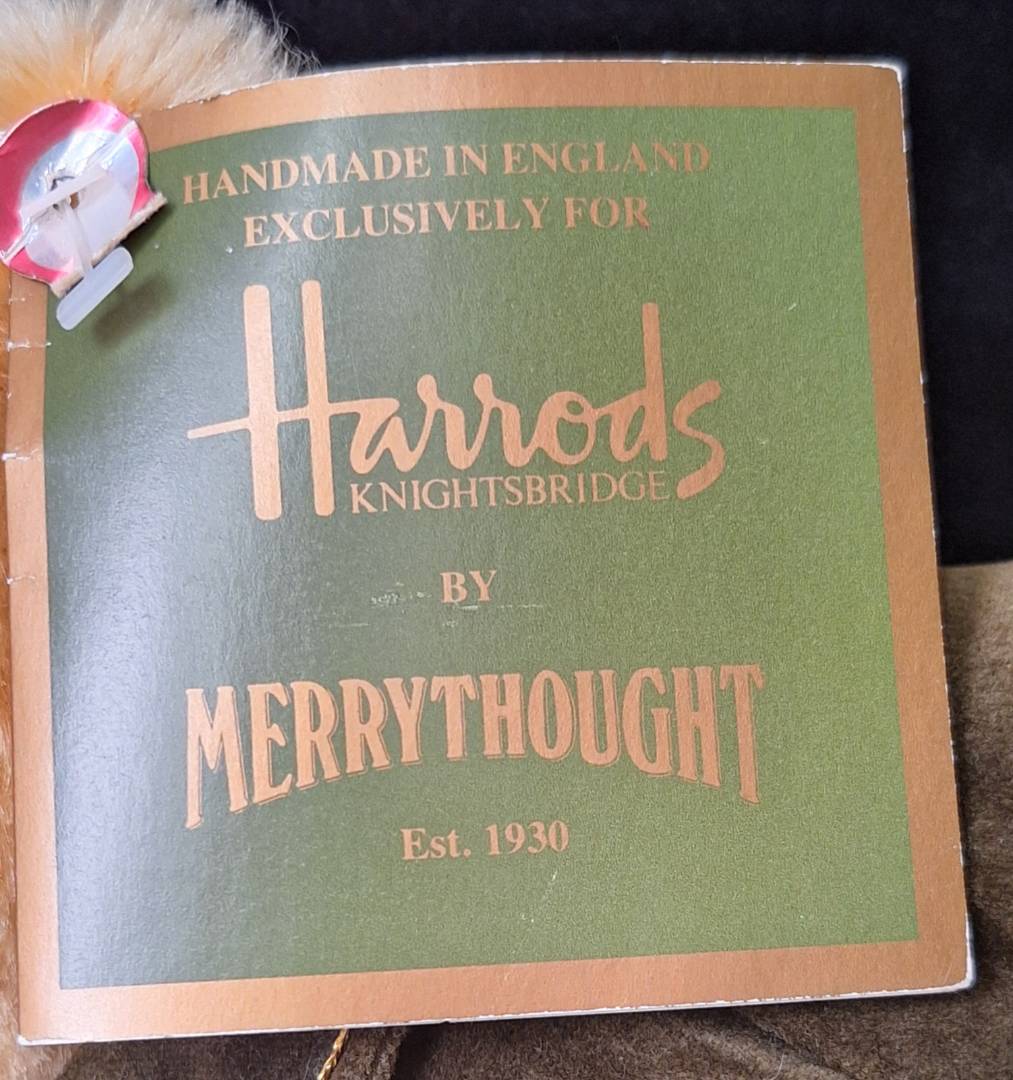 HANDMADE IN ENGLAND
EXCLUSIVELY FOR
Harrods
KNIGHTSBRIDGE
BY
MERRYTHOUGHT
Est. 1930